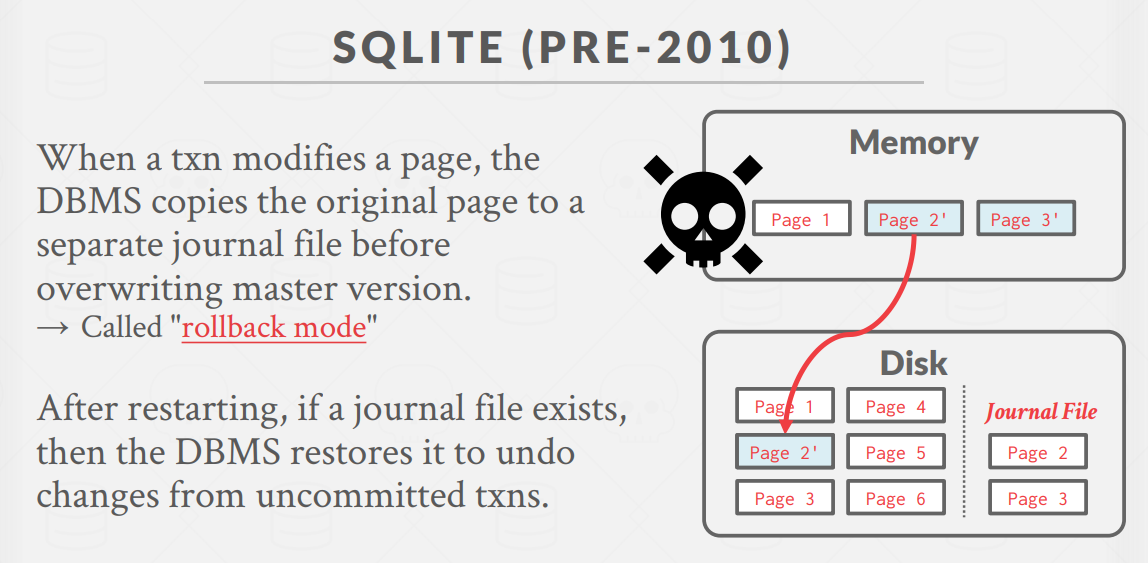 SQLITE (PRE-2010)
When a txn modifies a page, the
DBMS copies the original page to a
separate journal file before
overwriting master version.
→ Called "rollback mode"
After restarting, if a journal file exists,
then the DBMS restores it to undo
changes from uncommitted txns.
Memory
Page 1 Page 2' Page 3'
Disk
Page 1 Page 4
Page 2' Page 5
Page 3 Page 6
Journal File
Page 2
Page 3